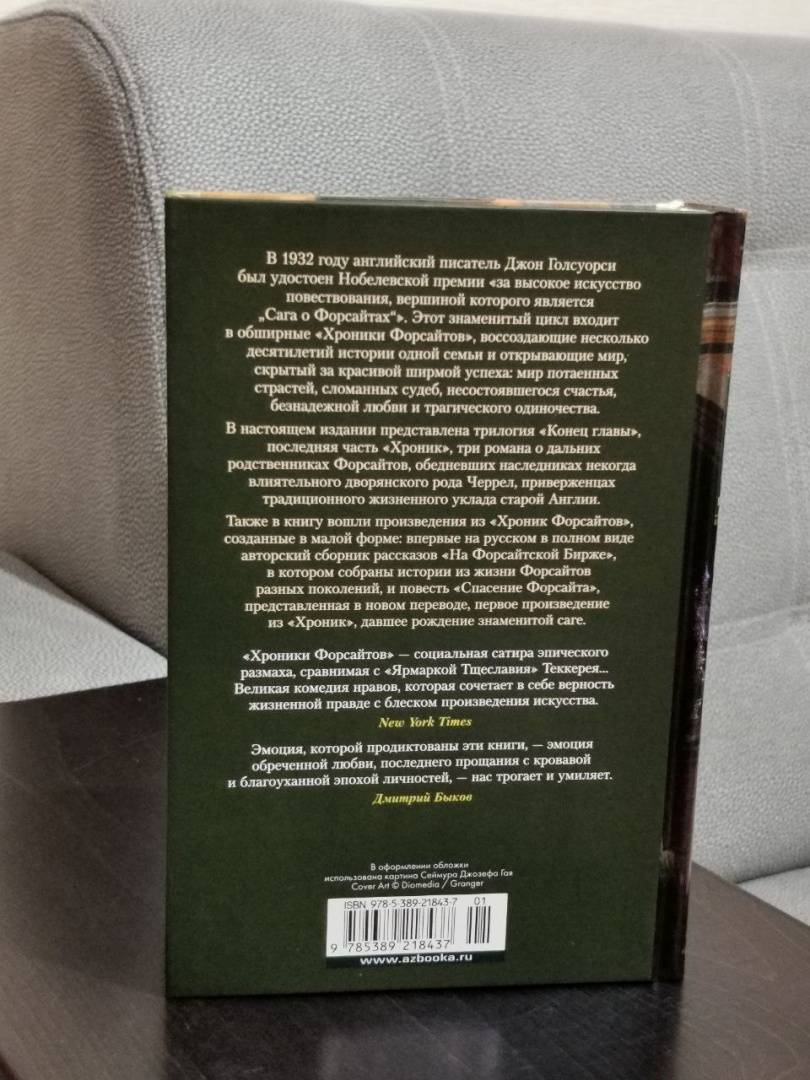 В 1932 году английский писатель Джон Голсуорси
был удостоен Нобелевской премии «за высокое искусство
повествования, вершиной которого является
„Сага о Форсайтах“». Этот знаменитый цикл входит
в обширные «Хроники Форсайтов», воссоздающие несколько
десятилетий истории одной семьи и открывающие мир,
скрытый за красивой ширмой успеха: мир потаенных
страстей, сломанных судеб, несостоявшегося счастья,
безнадежной любви и трагического одиночества.
В настоящем издании представлена трилогия «Конец главы»,
последняя часть «Хроник», три романа о дальних
родственниках Форсайтов, обедневших наследниках некогда
влиятельного дворянского рода Черрел, приверженцах
традиционного жизненного уклада старой Англии.
Также в книгу вошли произведения из «Хроник Форсайтов»,
созданные в малой форме: впервые на русском в полном виде
авторский сборник рассказов «На Форсайтской Бирже»,
в котором собраны истории из жизни Форсайтов
разных поколений, и повесть «Спасение Форсайта»,
представленная в новом переводе, первое произведение
из «Хроник», давшее рождение знаменитой саге.
«Хроники Форсайтов» — социальная сатира эпического
размаха, сравнимая с «Ярмаркой Тщеславия» Теккерея...
Великая комедия нравов, которая сочетает в себе верность
жизненной правде с блеском произведения искусства.
New York Times
Эмоция, которой продиктованы эти книги, — эмоция
обреченной любви, последнего прощания с кровавой
и благоуханной эпохой личностей, — нас трогает и умиляет.
Дмитрий Быков
В оформлении обложки
использована картина Сеймура Джозефа Гая
Cover Art © Diomedia / Granger
ISBN 978-5-389-21843-7 01
9 785389 218437
www.azbooka.ru